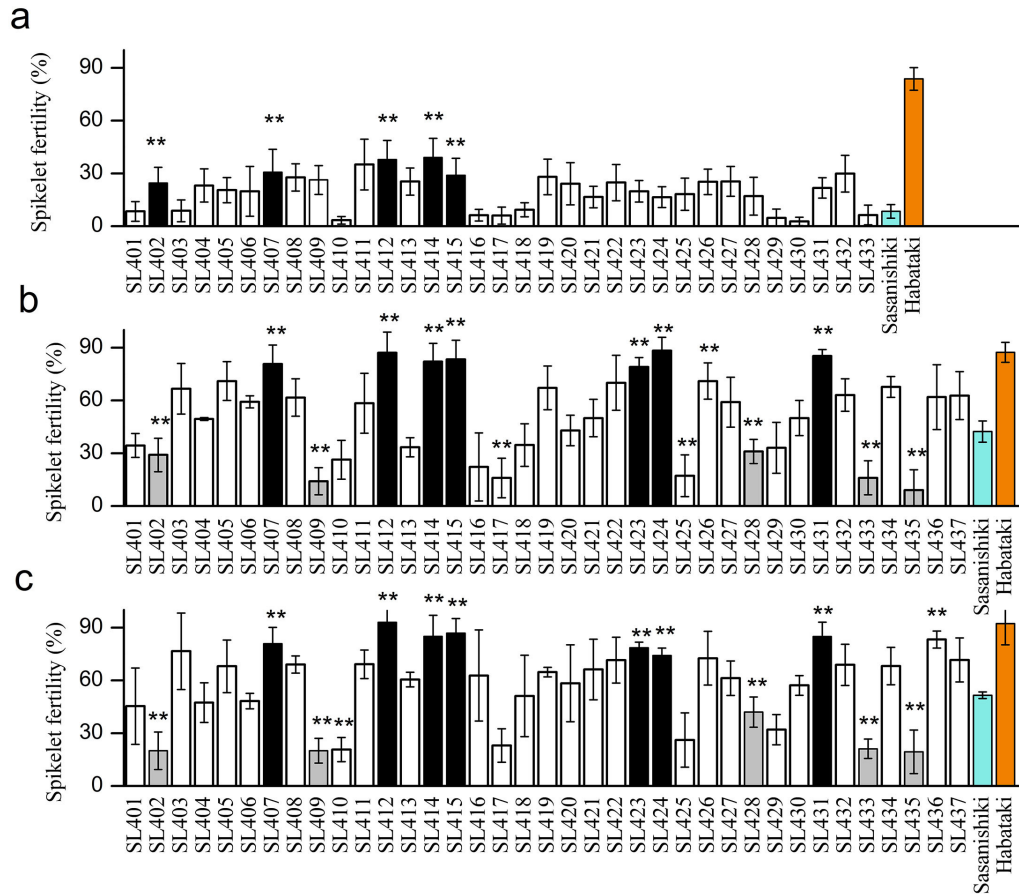 a
Spikelet fertility (%)
90
60
30
0
** ** ** ** **
SL401 SL402 SL403 SL404 SL405 SL406 SL407 SL408 SL409 SL410 SL411 SL412 SL413 SL414 SL415 SL416 SL417 SL418 SL419 SL420 SL421 SL422 SL423 SL424 SL425 SL426 SL427 SL428 SL429 SL430 SL431 SL432 SL433 Sasanishiki Habataki
b
Spikelet fertility (%)
90
60
30
0
** ** ** ** ** ** ** ** ** ** ** ** ** ** **
SL401 SL402 SL403 SL404 SL405 SL406 SL407 SL408 SL409 SL410 SL411 SL412 SL413 SL414 SL415 SL416 SL417 SL418 SL419 SL420 SL421 SL422 SL423 SL424 SL425 SL426 SL427 SL428 SL429 SL430 SL431 SL432 SL433 SL434 SL435 SL436 SL437 Sasanishiki Habataki
c
Spikelet fertility (%)
90
60
30
0
** ** ** ** ** ** ** ** ** ** ** ** ** **
SL401 SL402 SL403 SL404 SL405 SL406 SL407 SL408 SL409 SL410 SL411 SL412 SL413 SL414 SL415 SL416 SL417 SL418 SL419 SL420 SL421 SL422 SL423 SL424 SL425 SL426 SL427 SL428 SL429 SL430 SL431 SL432 SL433 SL434 SL435 SL436 SL437 Sasanishiki Habataki